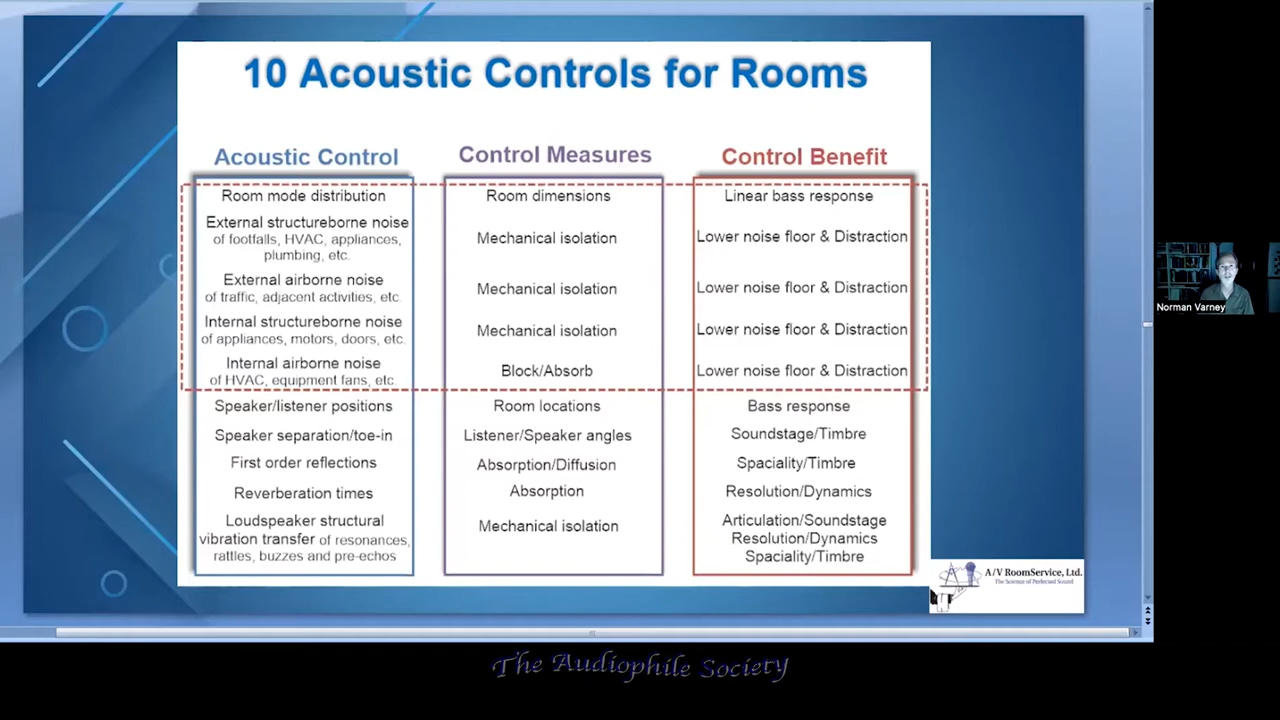 10 Acoustic Controls for Rooms
Acoustic Control
Control Measures
Control Benefit
Room mode distribution
Room dimensions
Linear bass response
External structureborne noise
of footfalls, HVAC, appliances,
plumbing, etc.
Mechanical isolation
Lower noise floor & Distraction
External airborne noise
of traffic, adjacent activities, etc.
Mechanical isolation
Lower noise floor & Distraction
Internal structureborne noise
of appliances, motors, doors, etc.
Mechanical isolation
Lower noise floor & Distraction
Internal airborne noise
of HVAC, equipment fans, etc.
Block/Absorb
Lower noise floor & Distraction
Speaker/listener positions
Room locations
Bass response
Speaker separation/toe-in
Listener/Speaker angles
Soundstage/Timbre
First order reflections
Absorption/Diffusion
Spaciality/Timbre
Reverberation times
Absorption
Resolution/Dynamics
Loudspeaker structural
vibration transfer of resonances,
rattles, buzzes and pre-echos
Mechanical isolation
Articulation/Soundstage
Resolution/Dynamics
Spaciality/Timbre
A/V RoomService, Ltd.
The Science of Perfected Sound
Norman Varney
The Audiophile Society